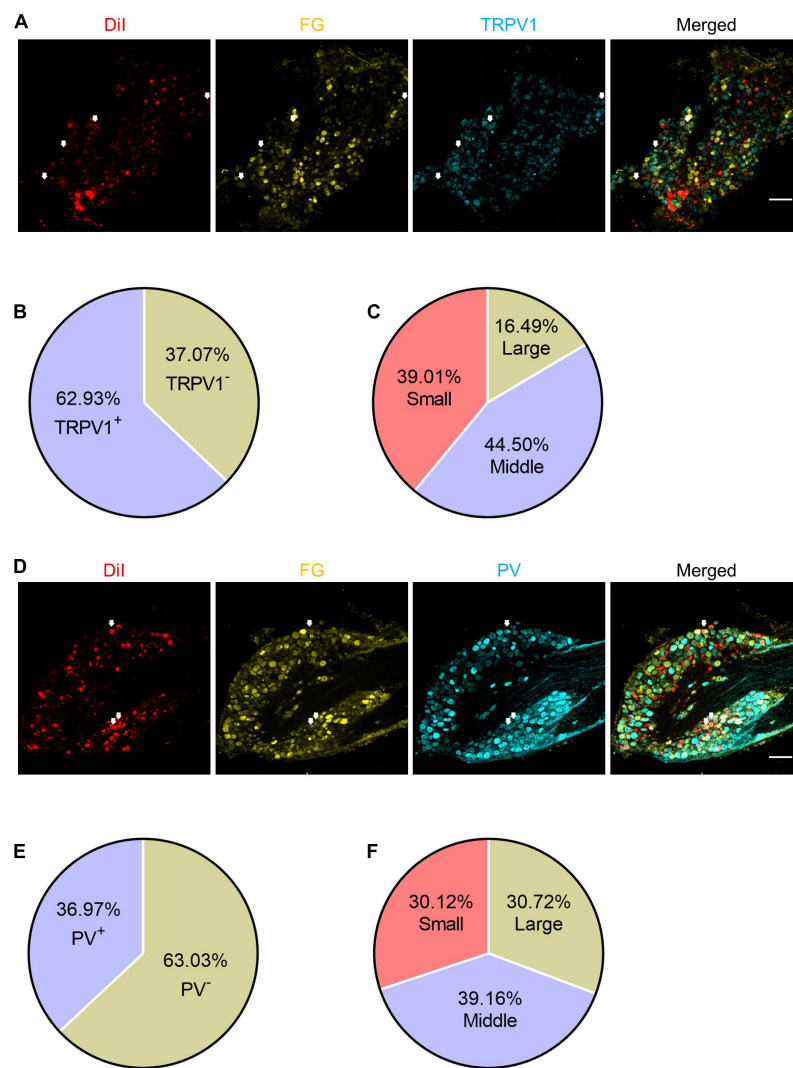 A
DiI FG TRPV1 Merged
B
37.07%
TRPV1⁻
62.93%
TRPV1⁺
C
16.49%
Large
39.01%
Small
44.50%
Middle
D
DiI FG PV Merged
E
36.97%
PV⁺
63.03%
PV⁻
F
30.12%
Small
30.72%
Large
39.16%
Middle